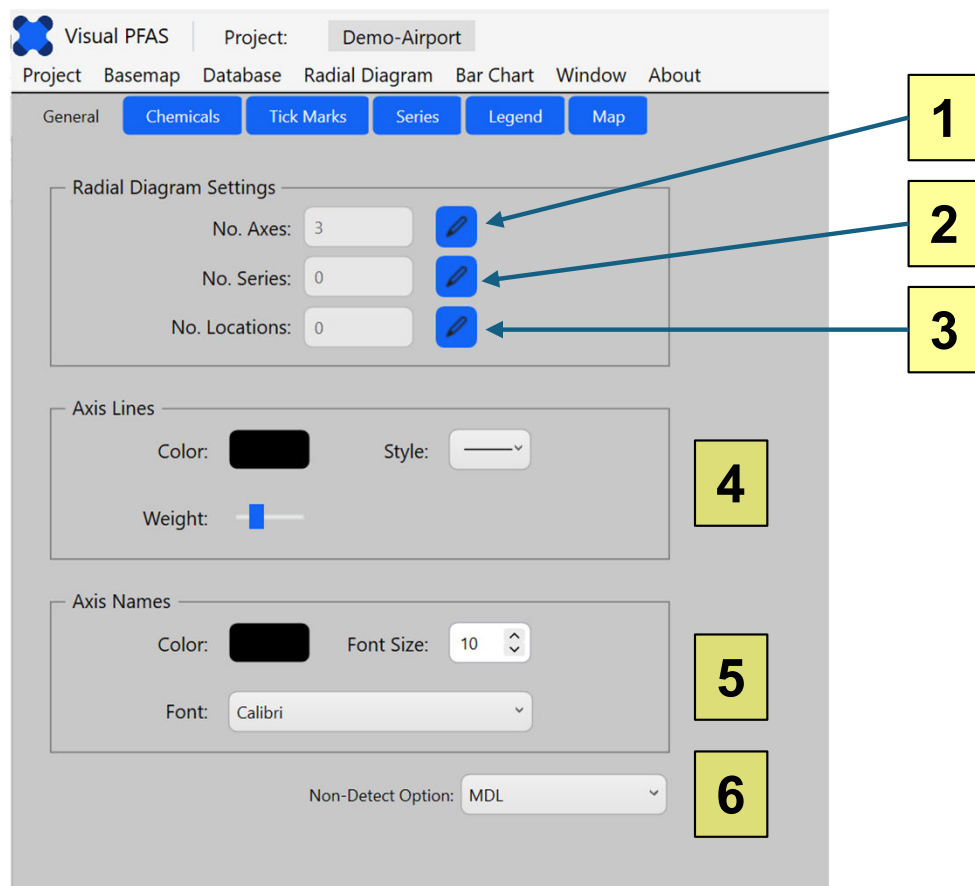 Visual PFAS Project: Demo-Airport
Project Basemap Database Radial Diagram Bar Chart Window About
General Chemicals Tick Marks Series Legend Map
1
Radial Diagram Settings
No. Axes: 3
2
No. Series: 0
No. Locations: 0
3
Axis Lines
Color: Style:
4
Weight:
Axis Names
Color: Font Size: 10
5
Font: Calibri
Non-Detect Option: MDL
6